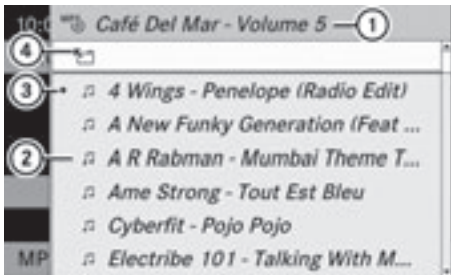 10:0 MP3 Café Del Mar - Volume 5 1
4
3 4 Wings - Penelope (Radio Edit)
A New Funky Generation (Feat ...
2 A R Rabman - Mumbai Theme T...
Ame Strong - Tout Est Bleu
Cyberfit - Pojo Pojo
MP Electribe 101 - Talking With M...